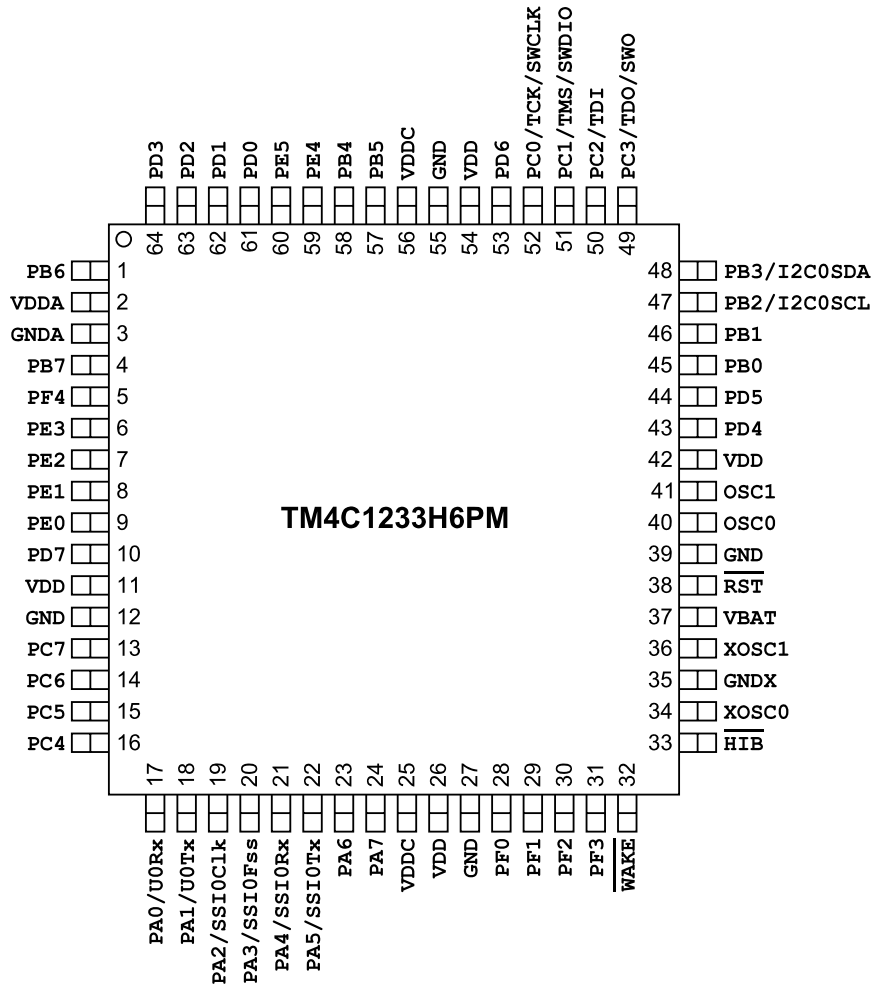 PD3
PD2
PD1
PD0
PE5
PE4
PB4
PB5
VDDC
GND
VDD
PD6
PC0/TCK/SWCLK
PC1/TMS/SWDIO
PC2/TDI
PC3/TDO/SWO
64
63
62
61
60
59
58
57
56
55
54
53
52
51
50
49
PB6 1
VDDA 2
GNDA 3
PB7 4
PF4 5
PE3 6
PE2 7
PE1 8
PE0 9
PD7 10
VDD 11
GND 12
PC7 13
PC6 14
PC5 15
PC4 16
TM4C1233H6PM
48 PB3/I2C0SDA
47 PB2/I2C0SCL
46 PB1
45 PB0
44 PD5
43 PD4
42 VDD
41 OSC1
40 OSC0
39 GND
38 RST
37 VBAT
36 XOSC1
35 GNDX
34 XOSC0
33 HIB
17
18
19
20
21
22
23
24
25
26
27
28
29
30
31
32
PA0/U0Rx
PA1/U0Tx
PA2/SSI0Clk
PA3/SSI0Fss
PA4/SSI0Rx
PA5/SSI0Tx
PA6
PA7
VDDC
VDD
GND
PF0
PF1
PF2
PF3
WAKE